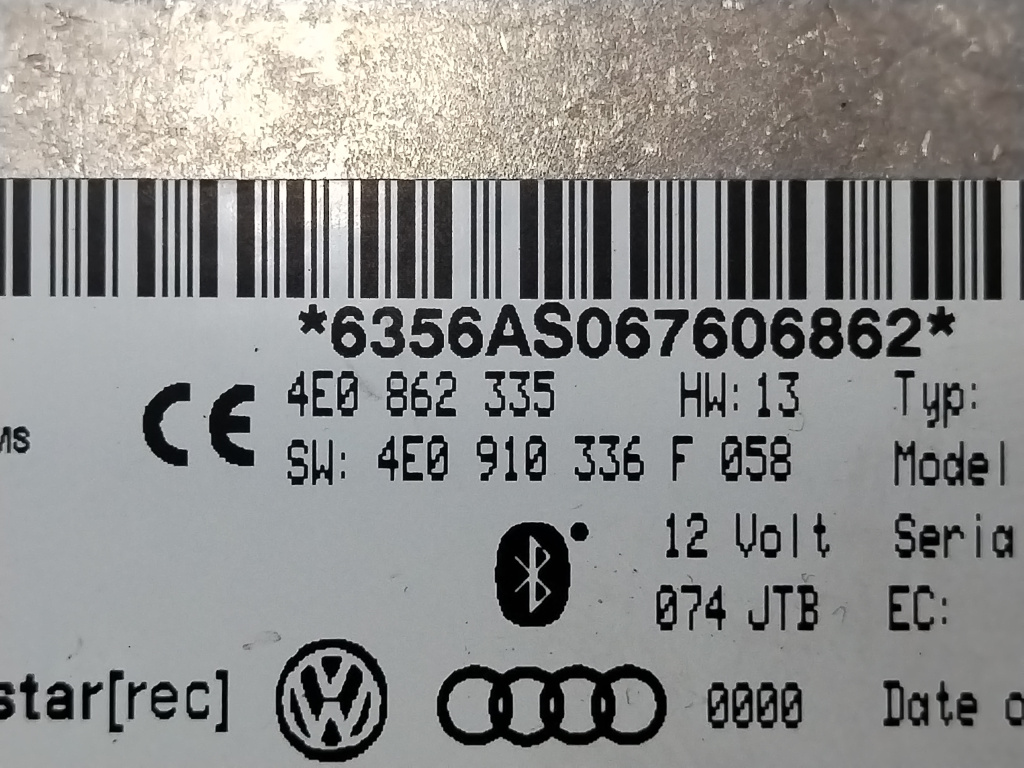 *6356AS067606862*
CE 4E0 862 335 HW: 13 Typ:
MS SW: 4E0 910 336 F 058 Model
12 Volt Seria
074 JTB EC:
star[rec] 0000 Date o